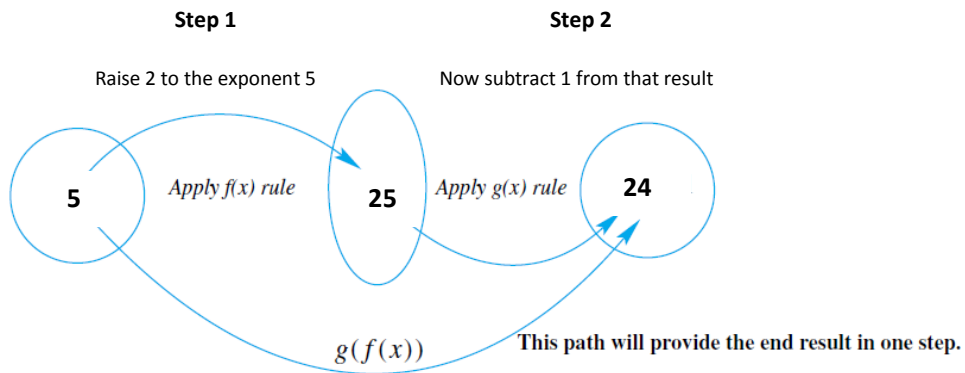 Step 1
Step 2
Raise 2 to the exponent 5
Now subtract 1 from that result
5
Apply f(x) rule
25
Apply g(x) rule
24
g(f(x))
This path will provide the end result in one step.